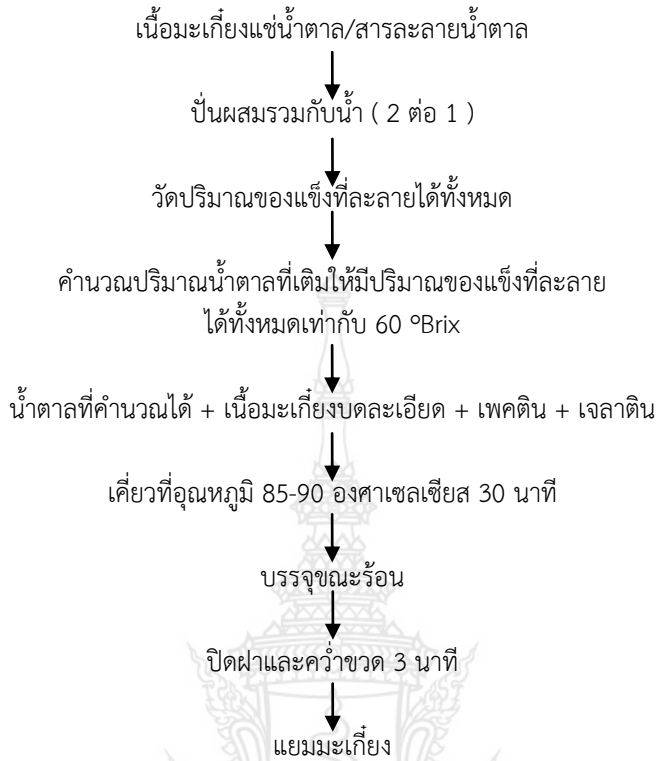 เนื้อมะเกี๋ยงแช่น้ำตาล/สารละลายน้ำตาล
ปั่นผสมรวมกับน้ำ ( 2 ต่อ 1 )
วัดปริมาณของแข็งที่ละลายได้ทั้งหมด
คำนวณปริมาณน้ำตาลที่เติมให้มีปริมาณของแข็งที่ละลาย
ได้ทั้งหมดเท่ากับ 60 °Brix
น้ำตาลที่คำนวณได้ + เนื้อมะเกี๋ยงบดละเอียด + เพคติน + เจลาติน
เคี่ยวที่อุณหภูมิ 85-90 องศาเซลเซียส 30 นาที
บรรจุขณะร้อน
ปิดฝาและคว่ำขวด 3 นาที
แยมมะเกี๋ยง